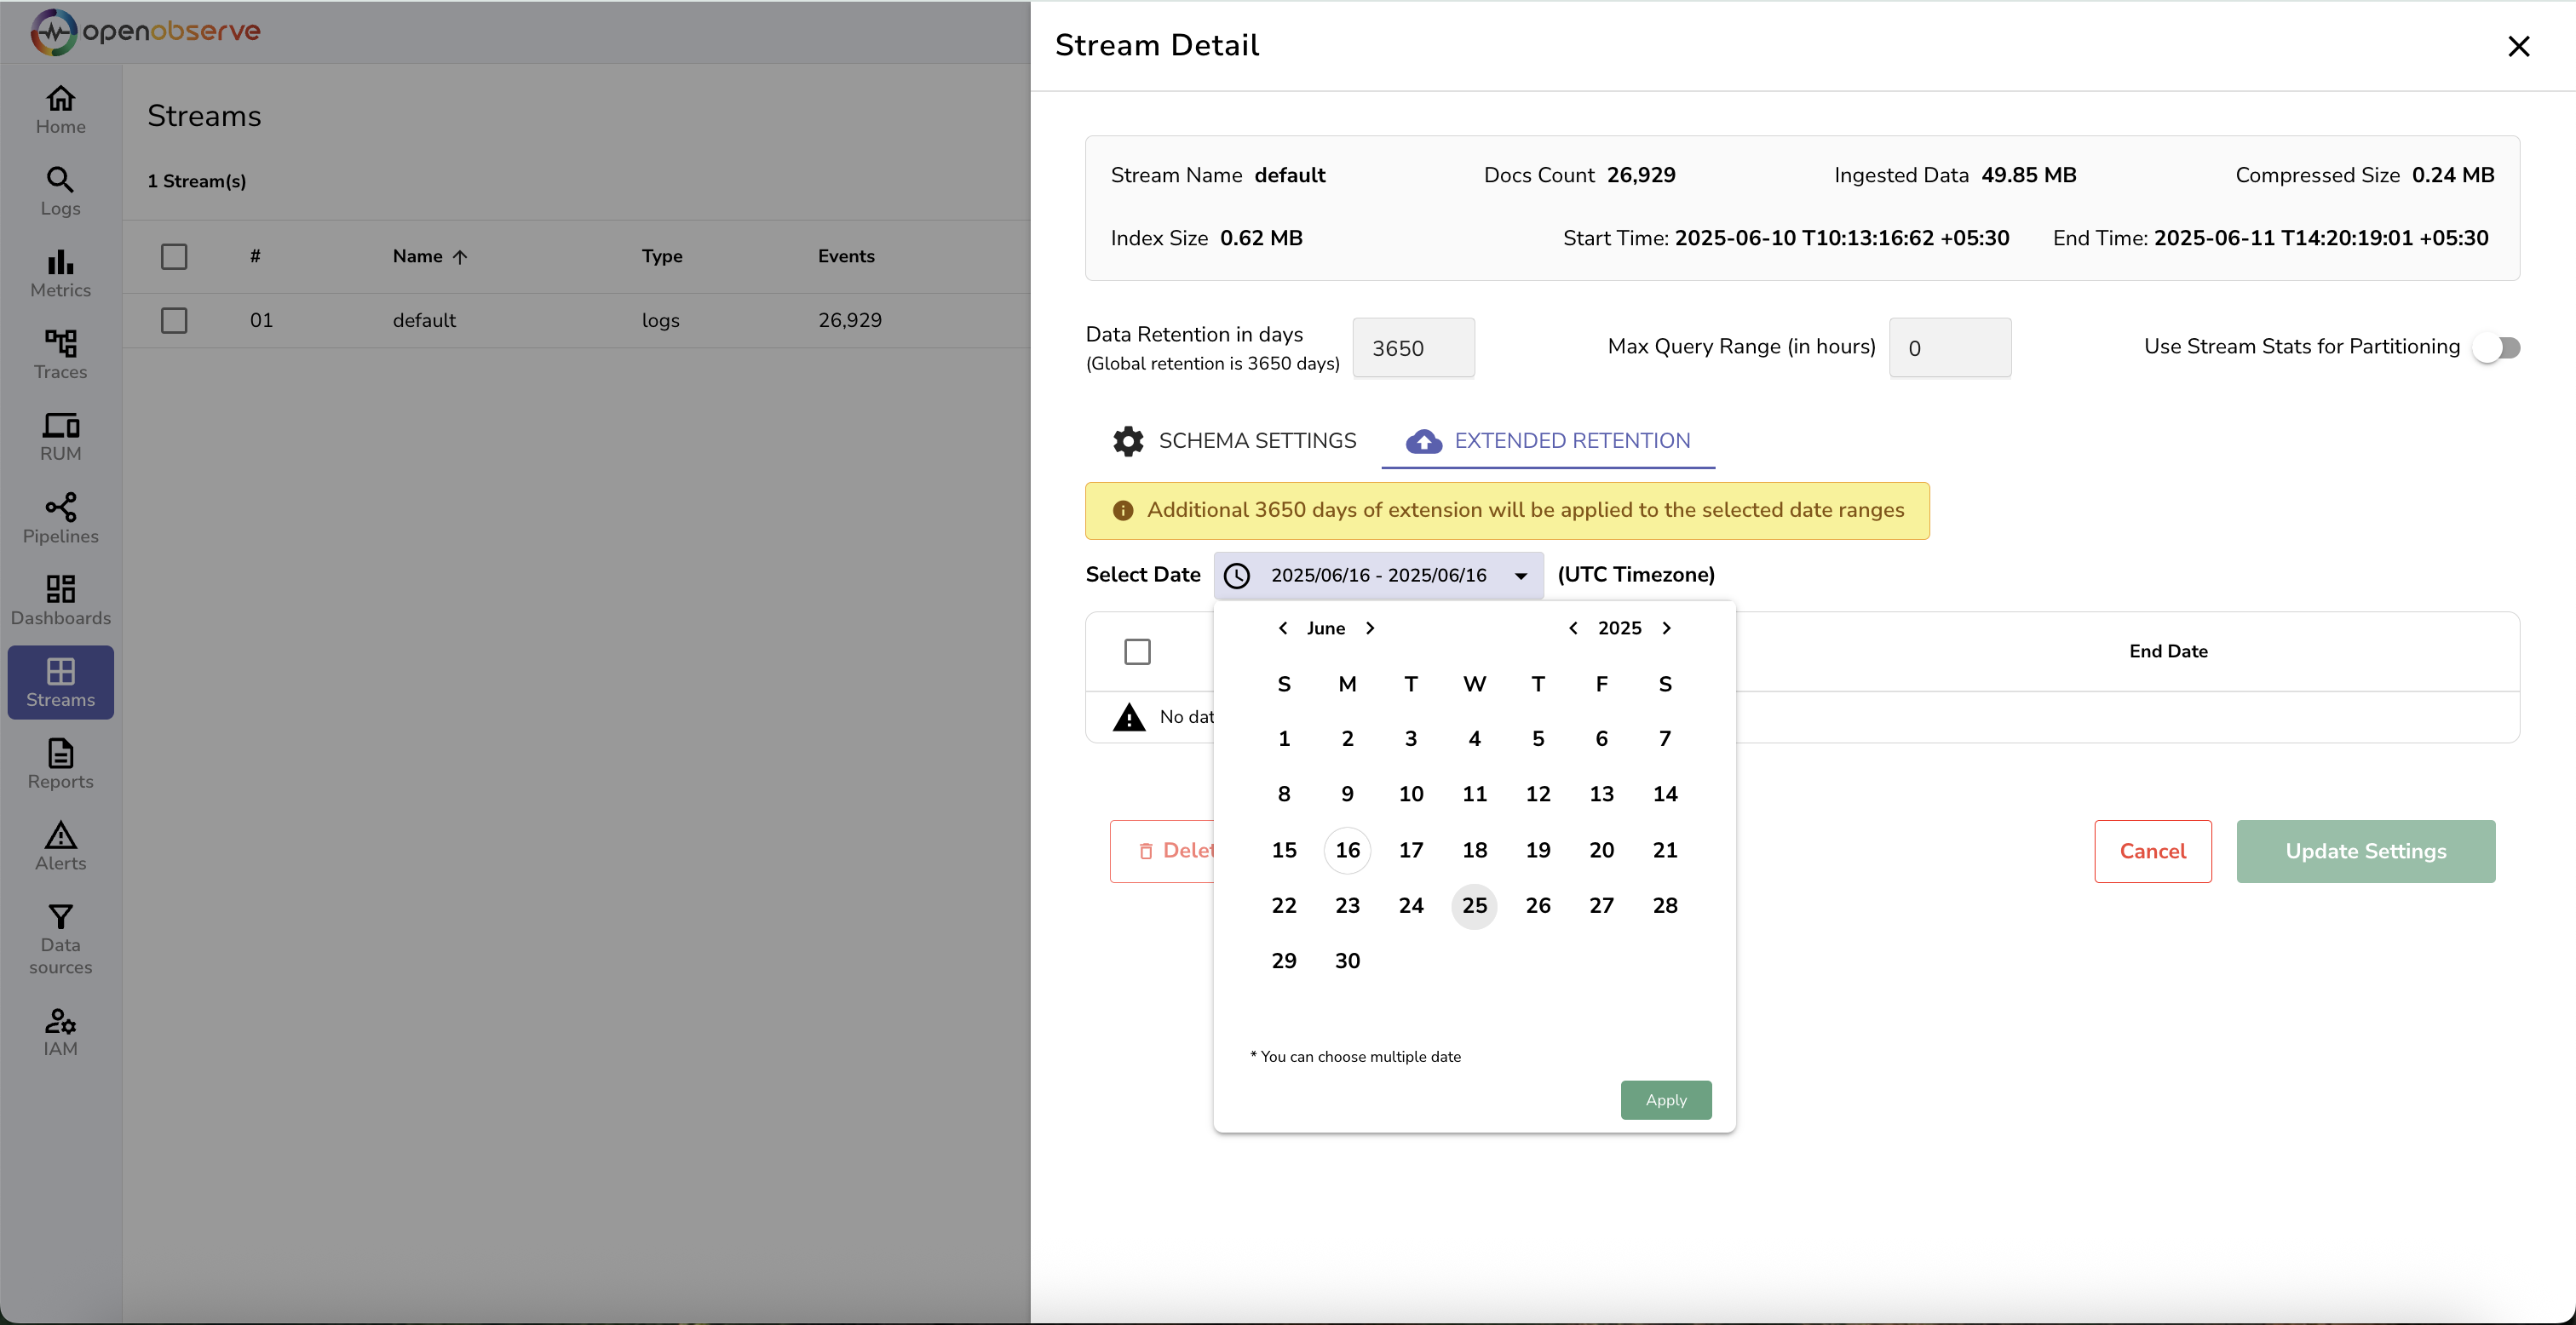 openobserve
Home
Logs
Metrics
Traces
RUM
Pipelines
Dashboards
Streams
Reports
Alerts
Data
sources
IAM
Streams
1 Stream(s)
# Name Type Events
01 default logs 26,929
Stream Detail
Stream Name default Docs Count 26,929 Ingested Data 49.85 MB Compressed Size 0.24 MB
Index Size 0.62 MB Start Time: 2025-06-10 T10:13:16:62 +05:30 End Time: 2025-06-11 T14:20:19:01 +05:30
Data Retention in days
(Global retention is 3650 days)
3650
Max Query Range (in hours) 0
Use Stream Stats for Partitioning
SCHEMA SETTINGS EXTENDED RETENTION
Additional 3650 days of extension will be applied to the selected date ranges
Select Date 2025/06/16 - 2025/06/16 (UTC Timezone)
June 2025
S M T W T F S
1 2 3 4 5 6 7
8 9 10 11 12 13 14
15 16 17 18 19 20 21
22 23 24 25 26 27 28
29 30
* You can choose multiple date
Apply
End Date
No dat
Delet
Cancel
Update Settings